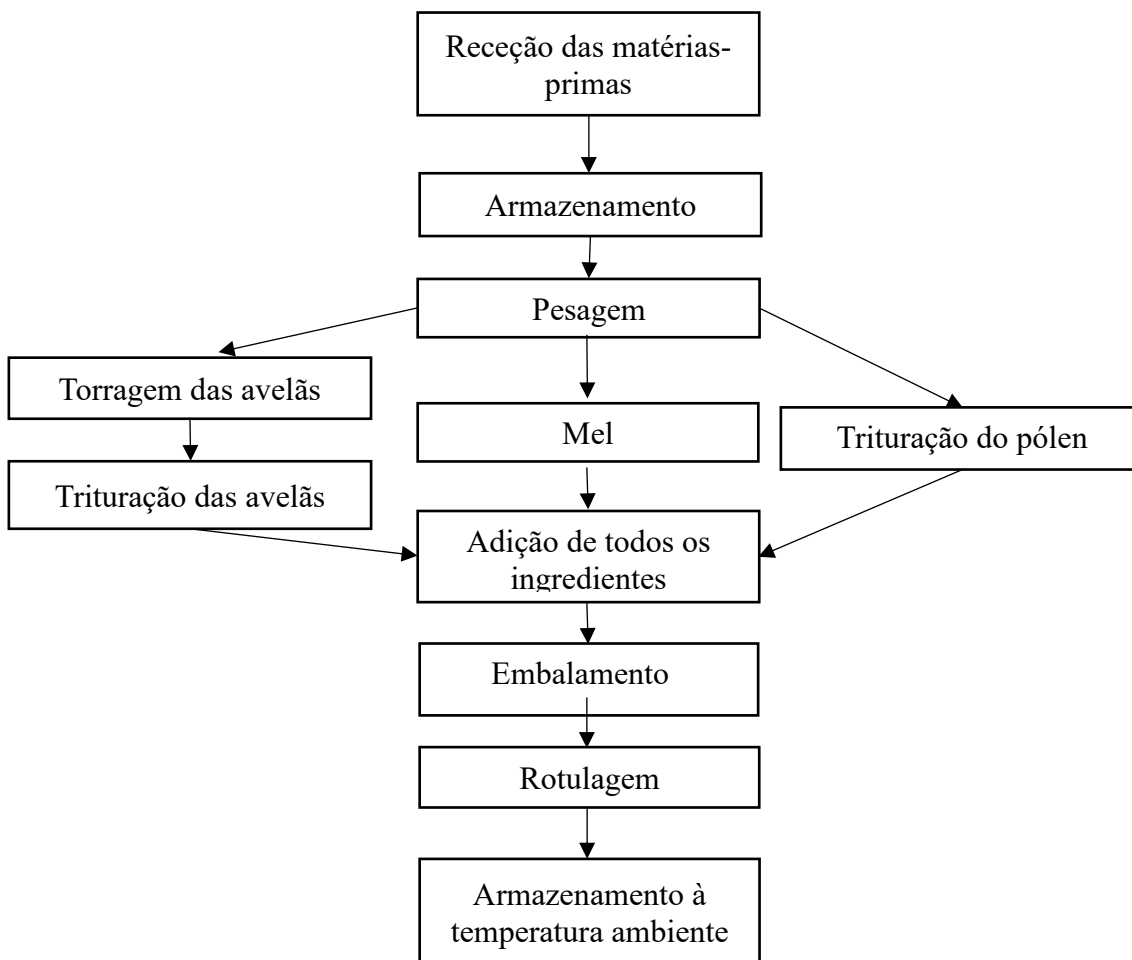 Receção das matérias-
primas
Armazenamento
Pesagem
Torragem das avelãs
Mel
Trituração do pólen
Trituração das avelãs
Adição de todos os
ingredientes
Embalamento
Rotulagem
Armazenamento à
temperatura ambiente